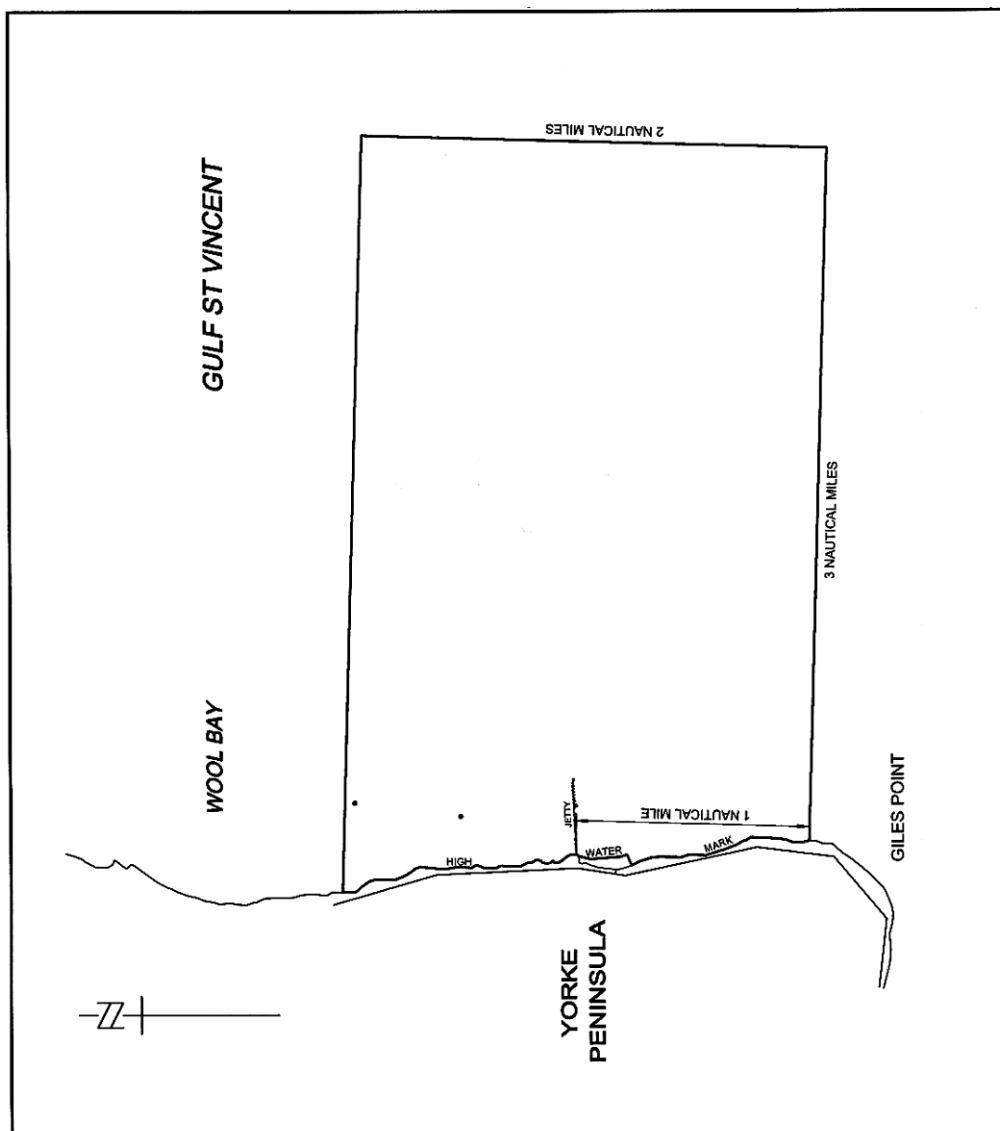 2 NAUTICAL MILES
GULF ST VINCENT
3 NAUTICAL MILES
WOOL BAY
JETTY
1 NAUTICAL MILE
HIGH
WATER
MARK
GILES POINT
YORKE
PENINSULA
N